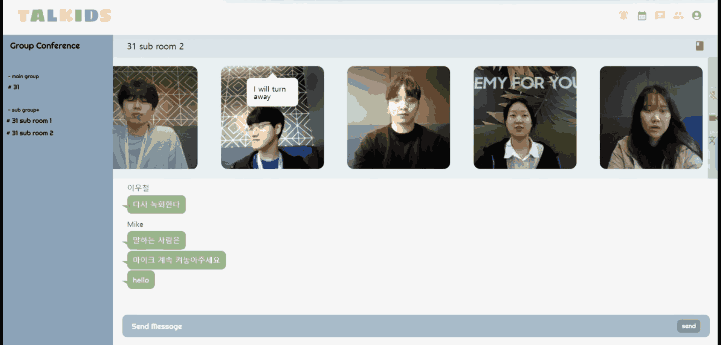 TALKIDS
Group Conference
- main group
# 31
- sub groups
# 31 sub room 1
# 31 sub room 2
31 sub room 2
I will turn
away
EMY FOR YOU
이우철
다시 녹화한다
Mike
말하는 사람은
마이크 계속 켜놓아주세요
hello
Send Message
send